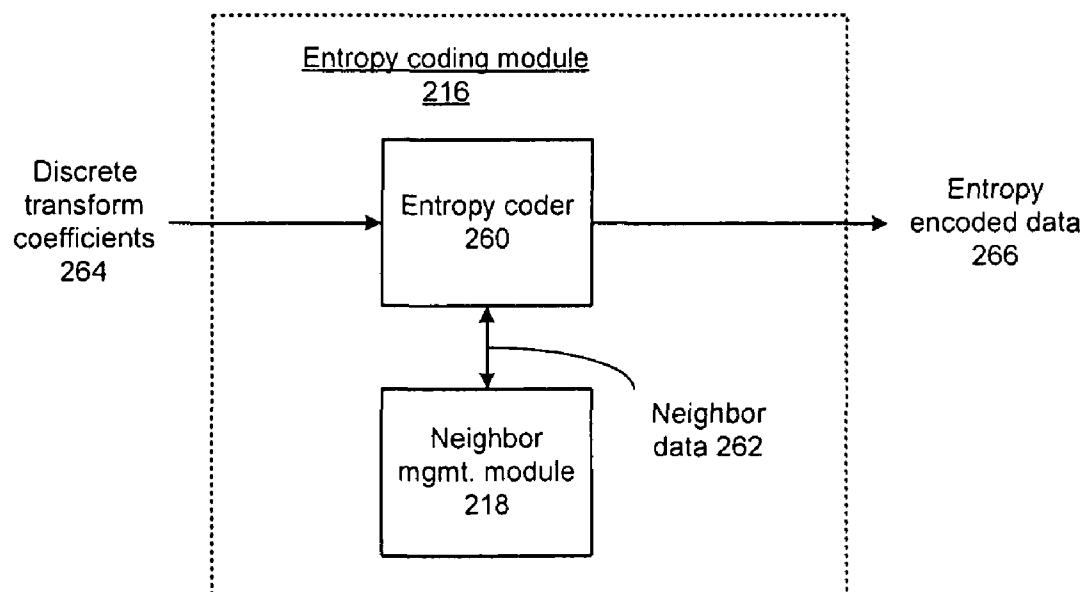 Entropy coding module
216
Discrete
transform
coefficients
264
Entropy coder
260
Entropy
encoded data
266
Neighbor
mgmt. module
218
Neighbor
data 262